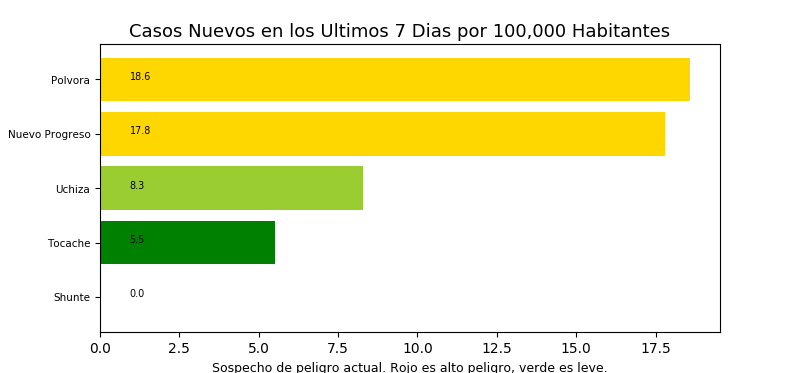 Casos Nuevos en los Ultimos 7 Dias por 100,000 Habitantes
Polvora 18.6
Nuevo Progreso 17.8
Uchiza 8.3
Tocache 5.5
Shunte 0.0
0.0 2.5 5.0 7.5 10.0 12.5 15.0 17.5
Sospecho de peligro actual. Rojo es alto peligro, verde es leve.